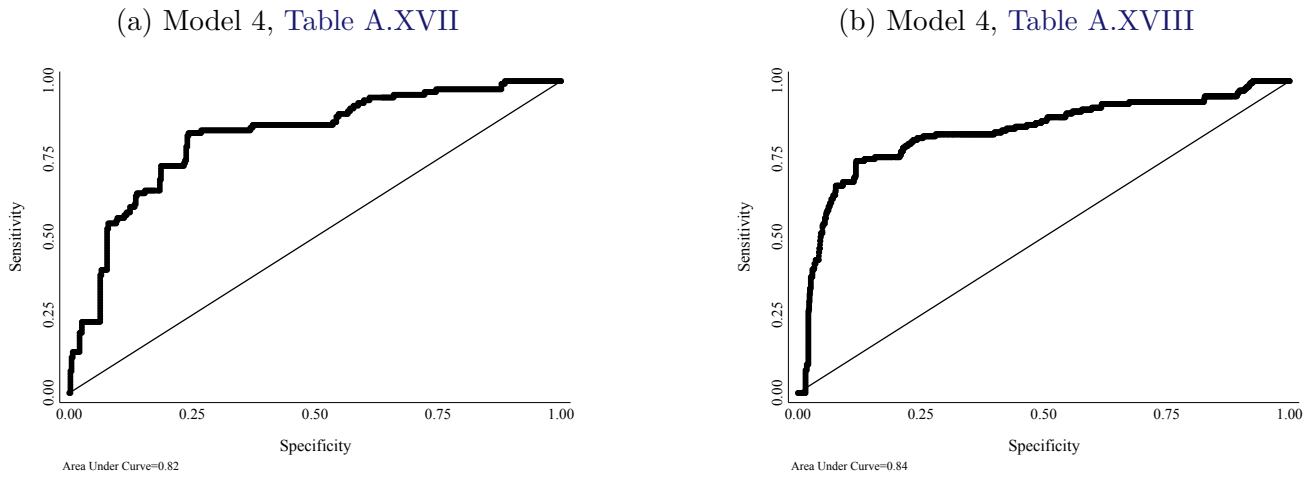 (a) Model 4, Table A.XVII
1.00
0.75
0.50
0.25
0.00
Sensitivity
0.00 0.25 0.50 0.75 1.00
Specificity
Area Under Curve=0.82
(b) Model 4, Table A.XVIII
1.00
0.75
0.50
0.25
0.00
Sensitivity
0.00 0.25 0.50 0.75 1.00
Specificity
Area Under Curve=0.84